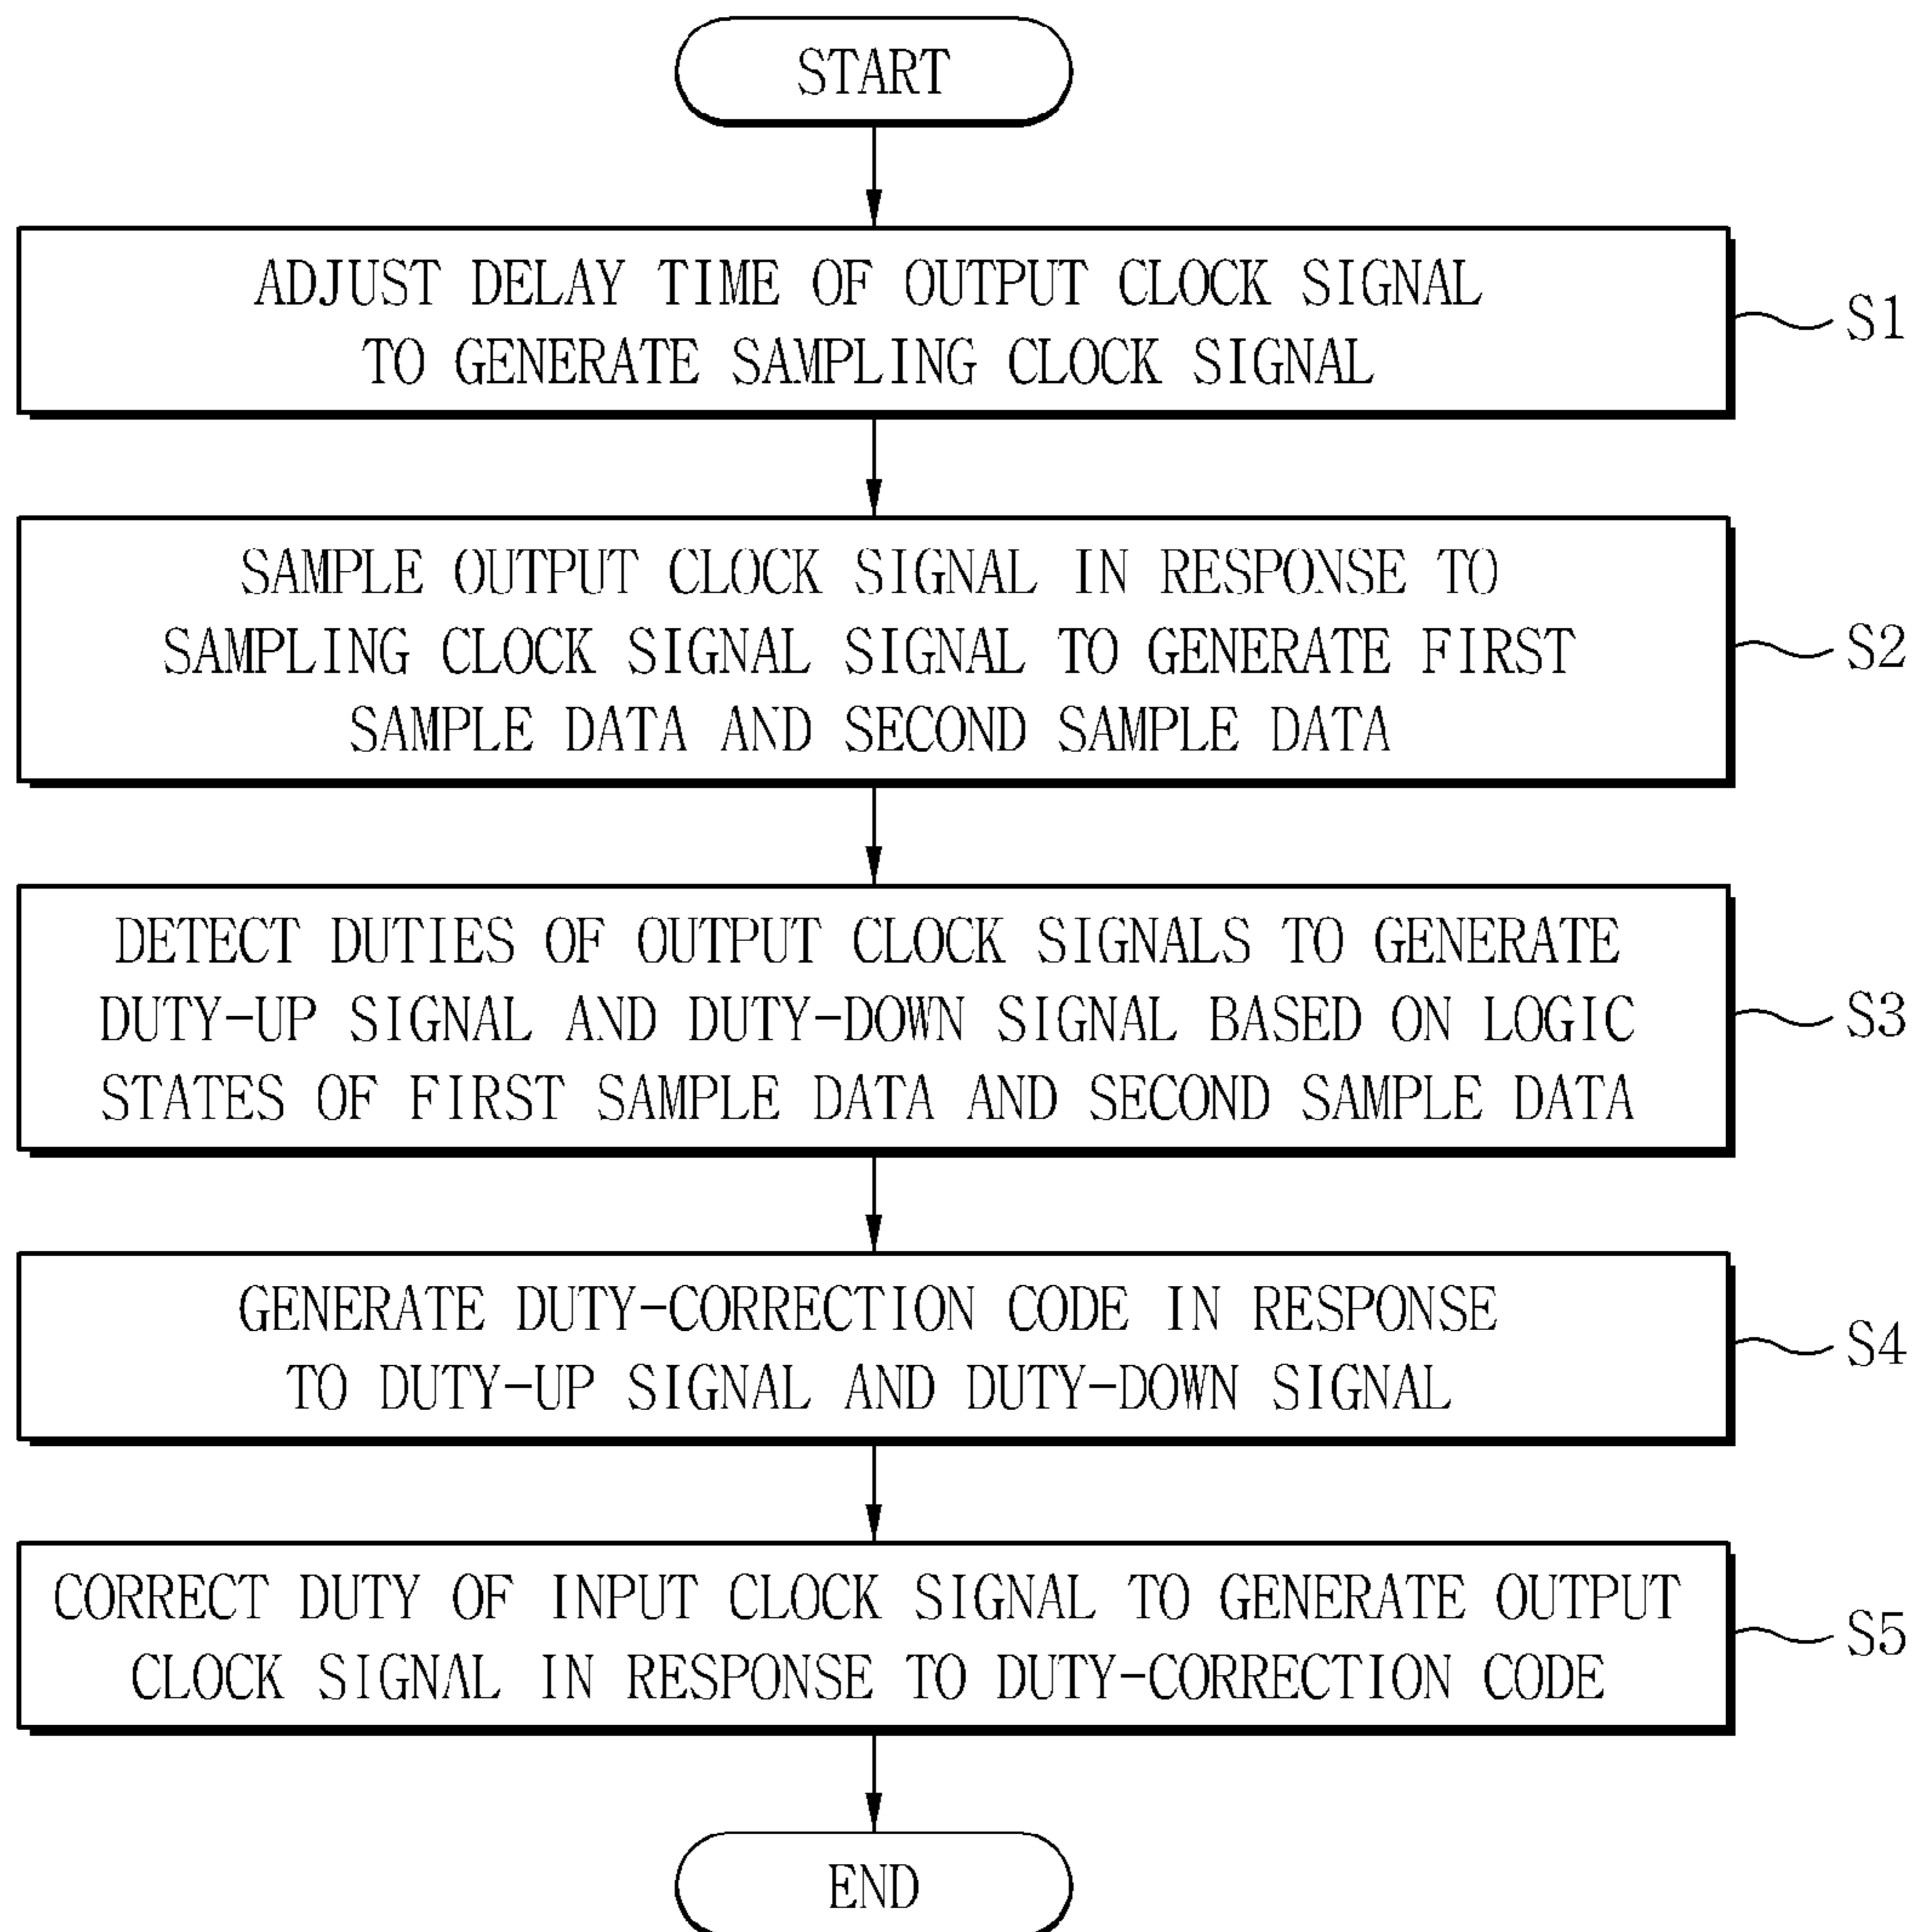 START
ADJUST DELAY TIME OF OUTPUT CLOCK SIGNAL
TO GENERATE SAMPLING CLOCK SIGNAL
S1
SAMPLE OUTPUT CLOCK SIGNAL IN RESPONSE TO
SAMPLING CLOCK SIGNAL SIGNAL TO GENERATE FIRST
SAMPLE DATA AND SECOND SAMPLE DATA
S2
DETECT DUTIES OF OUTPUT CLOCK SIGNALS TO GENERATE
DUTY-UP SIGNAL AND DUTY-DOWN SIGNAL BASED ON LOGIC
STATES OF FIRST SAMPLE DATA AND SECOND SAMPLE DATA
S3
GENERATE DUTY-CORRECTION CODE IN RESPONSE
TO DUTY-UP SIGNAL AND DUTY-DOWN SIGNAL
S4
CORRECT DUTY OF INPUT CLOCK SIGNAL TO GENERATE OUTPUT
CLOCK SIGNAL IN RESPONSE TO DUTY-CORRECTION CODE
S5
END